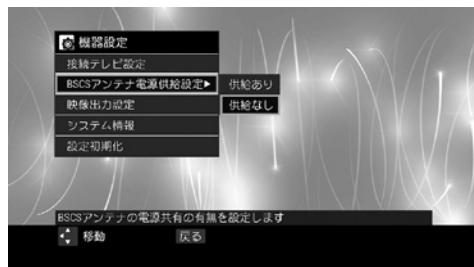 機器設定
接続テレビ設定
BSCSアンテナ電源供給設定▶ 供給あり
映像出力設定 供給なし
システム情報
設定初期化
BSCSアンテナの電源共有の有無を設定します
移動 戻る